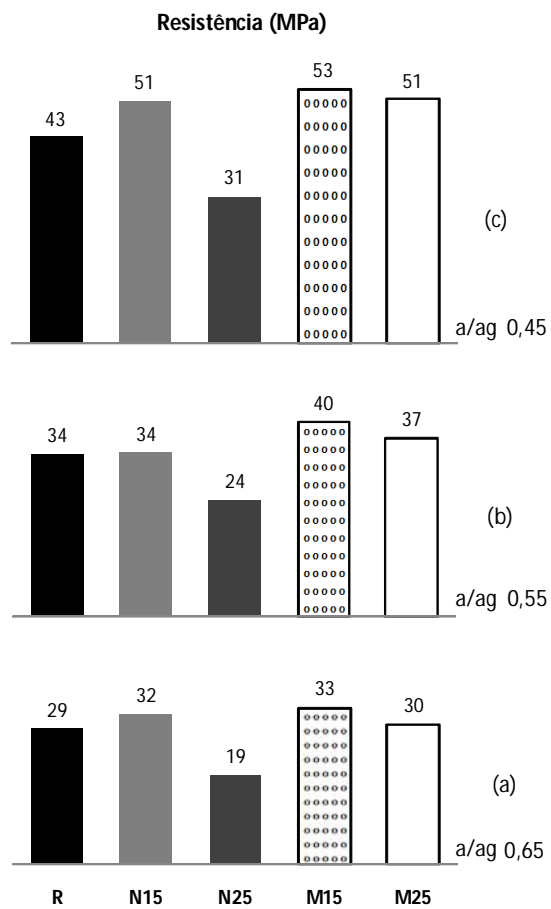 Resistência (MPa)
43
51
31
53
51
(c)
a/ag 0,45
34
34
24
40
37
(b)
a/ag 0,55
29
32
19
33
30
(a)
a/ag 0,65
R N15 N25 M15 M25